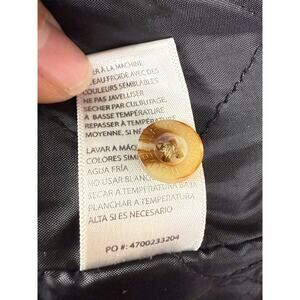 ER À LA MACHINE
EAU FROIDE AVEC DES
COULEURS SEMBLABLES
NE PAS JAVELLISER
SÉCHER PAR CULBUTAGE,
À BASSE TEMPÉRATURE
REPASSER À TEMPÉRATURE
MOYENNE, SI NÉCES
LAVAR A MÁQ
COLORES SIMI
AGUA FRÍA
NO USAR BLANQ
SECAR A TEMPERATURA BAJA
PLANCHAR A TEMPERATURA
ALTA SI ES NECESARIO
PO #: 4700233204